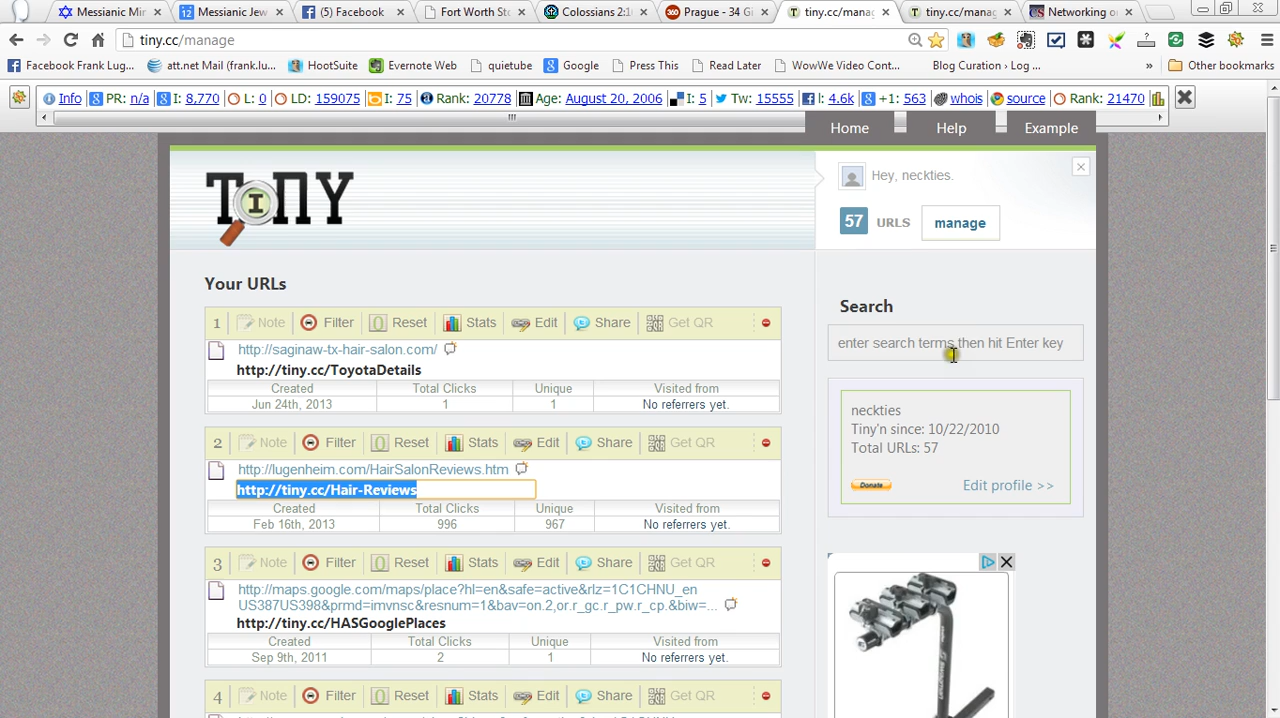 Messianic Mir
12 Messianic Jew
(5) Facebook
Fort Worth St
Colossians 2:1
Prague - 34 Gi
tiny.cc/mana
tiny.cc/mana
Networking o
tiny.cc/manage
Facebook Frank Lug...
att.net Mail (frank.lu...
HootSuite
Evernote Web
quietube
Google
Press This
Read Later
WowWe Video Cont...
Blog Curation › Log ...
»
Other bookmarks
Info
PR: n/a
I: 8,770
L: 0
LD: 159075
I: 75
Rank: 20778
Age: August 20, 2006
I: 5
Tw: 15555
l: 4.6k
+1: 563
whois
source
Rank: 21470
Home
Help
Example
TINY
Hey, neckties.
57 URLS manage
Your URLs
1 Note Filter Reset Stats Edit Share Get QR
http://saginaw-tx-hair-salon.com/
http://tiny.cc/ToyotaDetails
Created Total Clicks Unique Visited from
Jun 24th, 2013 1 1 No referrers yet.
2 Note Filter Reset Stats Edit Share Get QR
http://lugenheim.com/HairSalonReviews.htm
http://tiny.cc/Hair-Reviews
Created Total Clicks Unique Visited from
Feb 16th, 2013 996 967 No referrers yet.
3 Note Filter Reset Stats Edit Share Get QR
http://maps.google.com/maps/place?hl=en&safe=active&rlz=1C1CHNU_en
US387US398&prmd=imvnsc&resnum=1&bav=on.2,or.r_gc.r_pw.r_cp.&biw=...
http://tiny.cc/HASGooglePlaces
Created Total Clicks Unique Visited from
Sep 9th, 2011 2 1 No referrers yet.
4 Note Filter Reset Stats Edit Share Get QR
Search
enter search terms then hit Enter key
neckties
Tiny'n since: 10/22/2010
Total URLs: 57
Donate
Edit profile >>